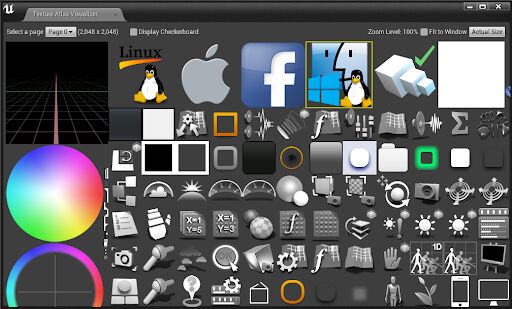 Texture Atlas Visualizer
Select a page Page 0 (2,048 x 2,048) Display Checkerboard Zoom Level: 100% Fit to Window Actual Size
Linux
X=1
Y=5
X=1
Y=3
1D